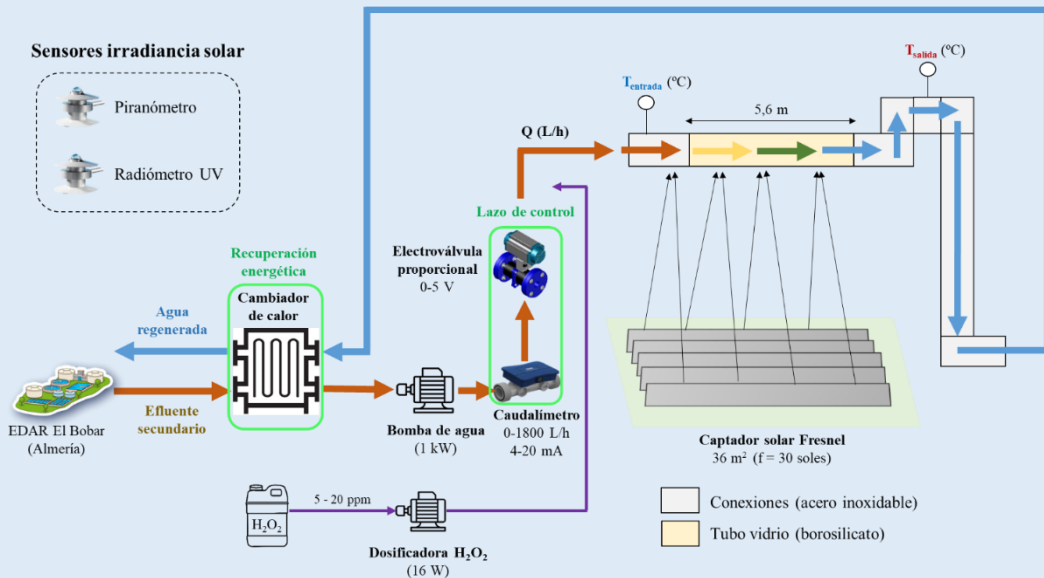 Sensores irradiancia solar
Piranómetro
Radiómetro UV
T_salida (ºC)
T_entrada (ºC)
5,6 m
Q (L/h)
Lazo de control
Electroválvula
proporcional
0-5 V
Recuperación
energética
Cambiador
de calor
Agua
regenerada
Efluente
secundario
EDAR El Bobar
(Almería)
Bomba de agua
(1 kW)
Caudalímetro
0-1800 L/h
4-20 mA
Captador solar Fresnel
36 m² (f = 30 soles)
Conexiones (acero inoxidable)
Tubo vidrio (borosilicato)
5 - 20 ppm
H₂O₂
Dosificadora H₂O₂
(16 W)